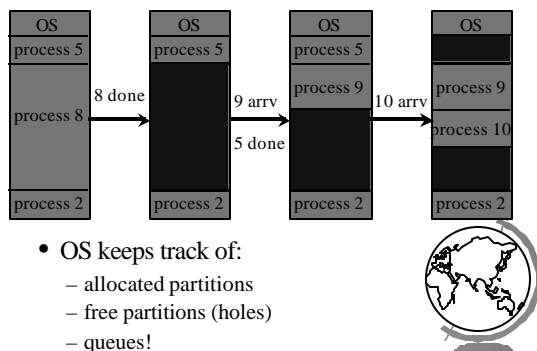 OS
process 5
process 8
process 2
8 done
OS
process 5
process 2
9 arrv
5 done
OS
process 5
process 9
process 2
10 arrv
OS
process 9
process 10
process 2
• OS keeps track of:
– allocated partitions
– free partitions (holes)
– queues!